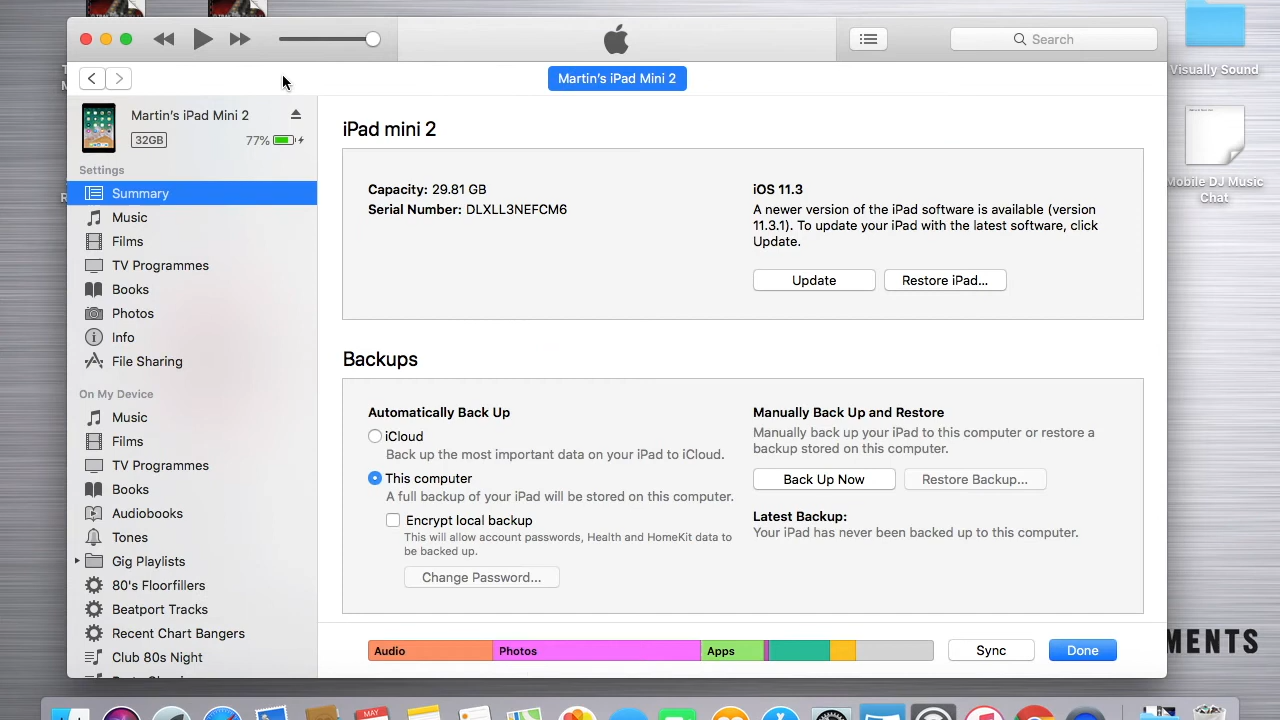 Search
Visually Sound
Martin's iPad Mini 2
Martin's iPad Mini 2
32GB
77%
Settings
Summary
Music
Films
TV Programmes
Books
Photos
Info
File Sharing
On My Device
Music
Films
TV Programmes
Books
Audiobooks
Tones
Gig Playlists
80's Floorfillers
Beatport Tracks
Recent Chart Bangers
Club 80s Night
iPad mini 2
Capacity: 29.81 GB
Serial Number: DLXLL3NEFCM6
iOS 11.3
A newer version of the iPad software is available (version
11.3.1). To update your iPad with the latest software, click
Update.
Update
Restore iPad...
Backups
Automatically Back Up
iCloud
Back up the most important data on your iPad to iCloud.
This computer
A full backup of your iPad will be stored on this computer.
Encrypt local backup
This will allow account passwords, Health and HomeKit data to
be backed up.
Change Password...
Manually Back Up and Restore
Manually back up your iPad to this computer or restore a
backup stored on this computer.
Back Up Now
Restore Backup...
Latest Backup:
Your iPad has never been backed up to this computer.
Audio
Photos
Apps
Sync
Done
Mobile DJ Music
Chat
MENTS
MAY